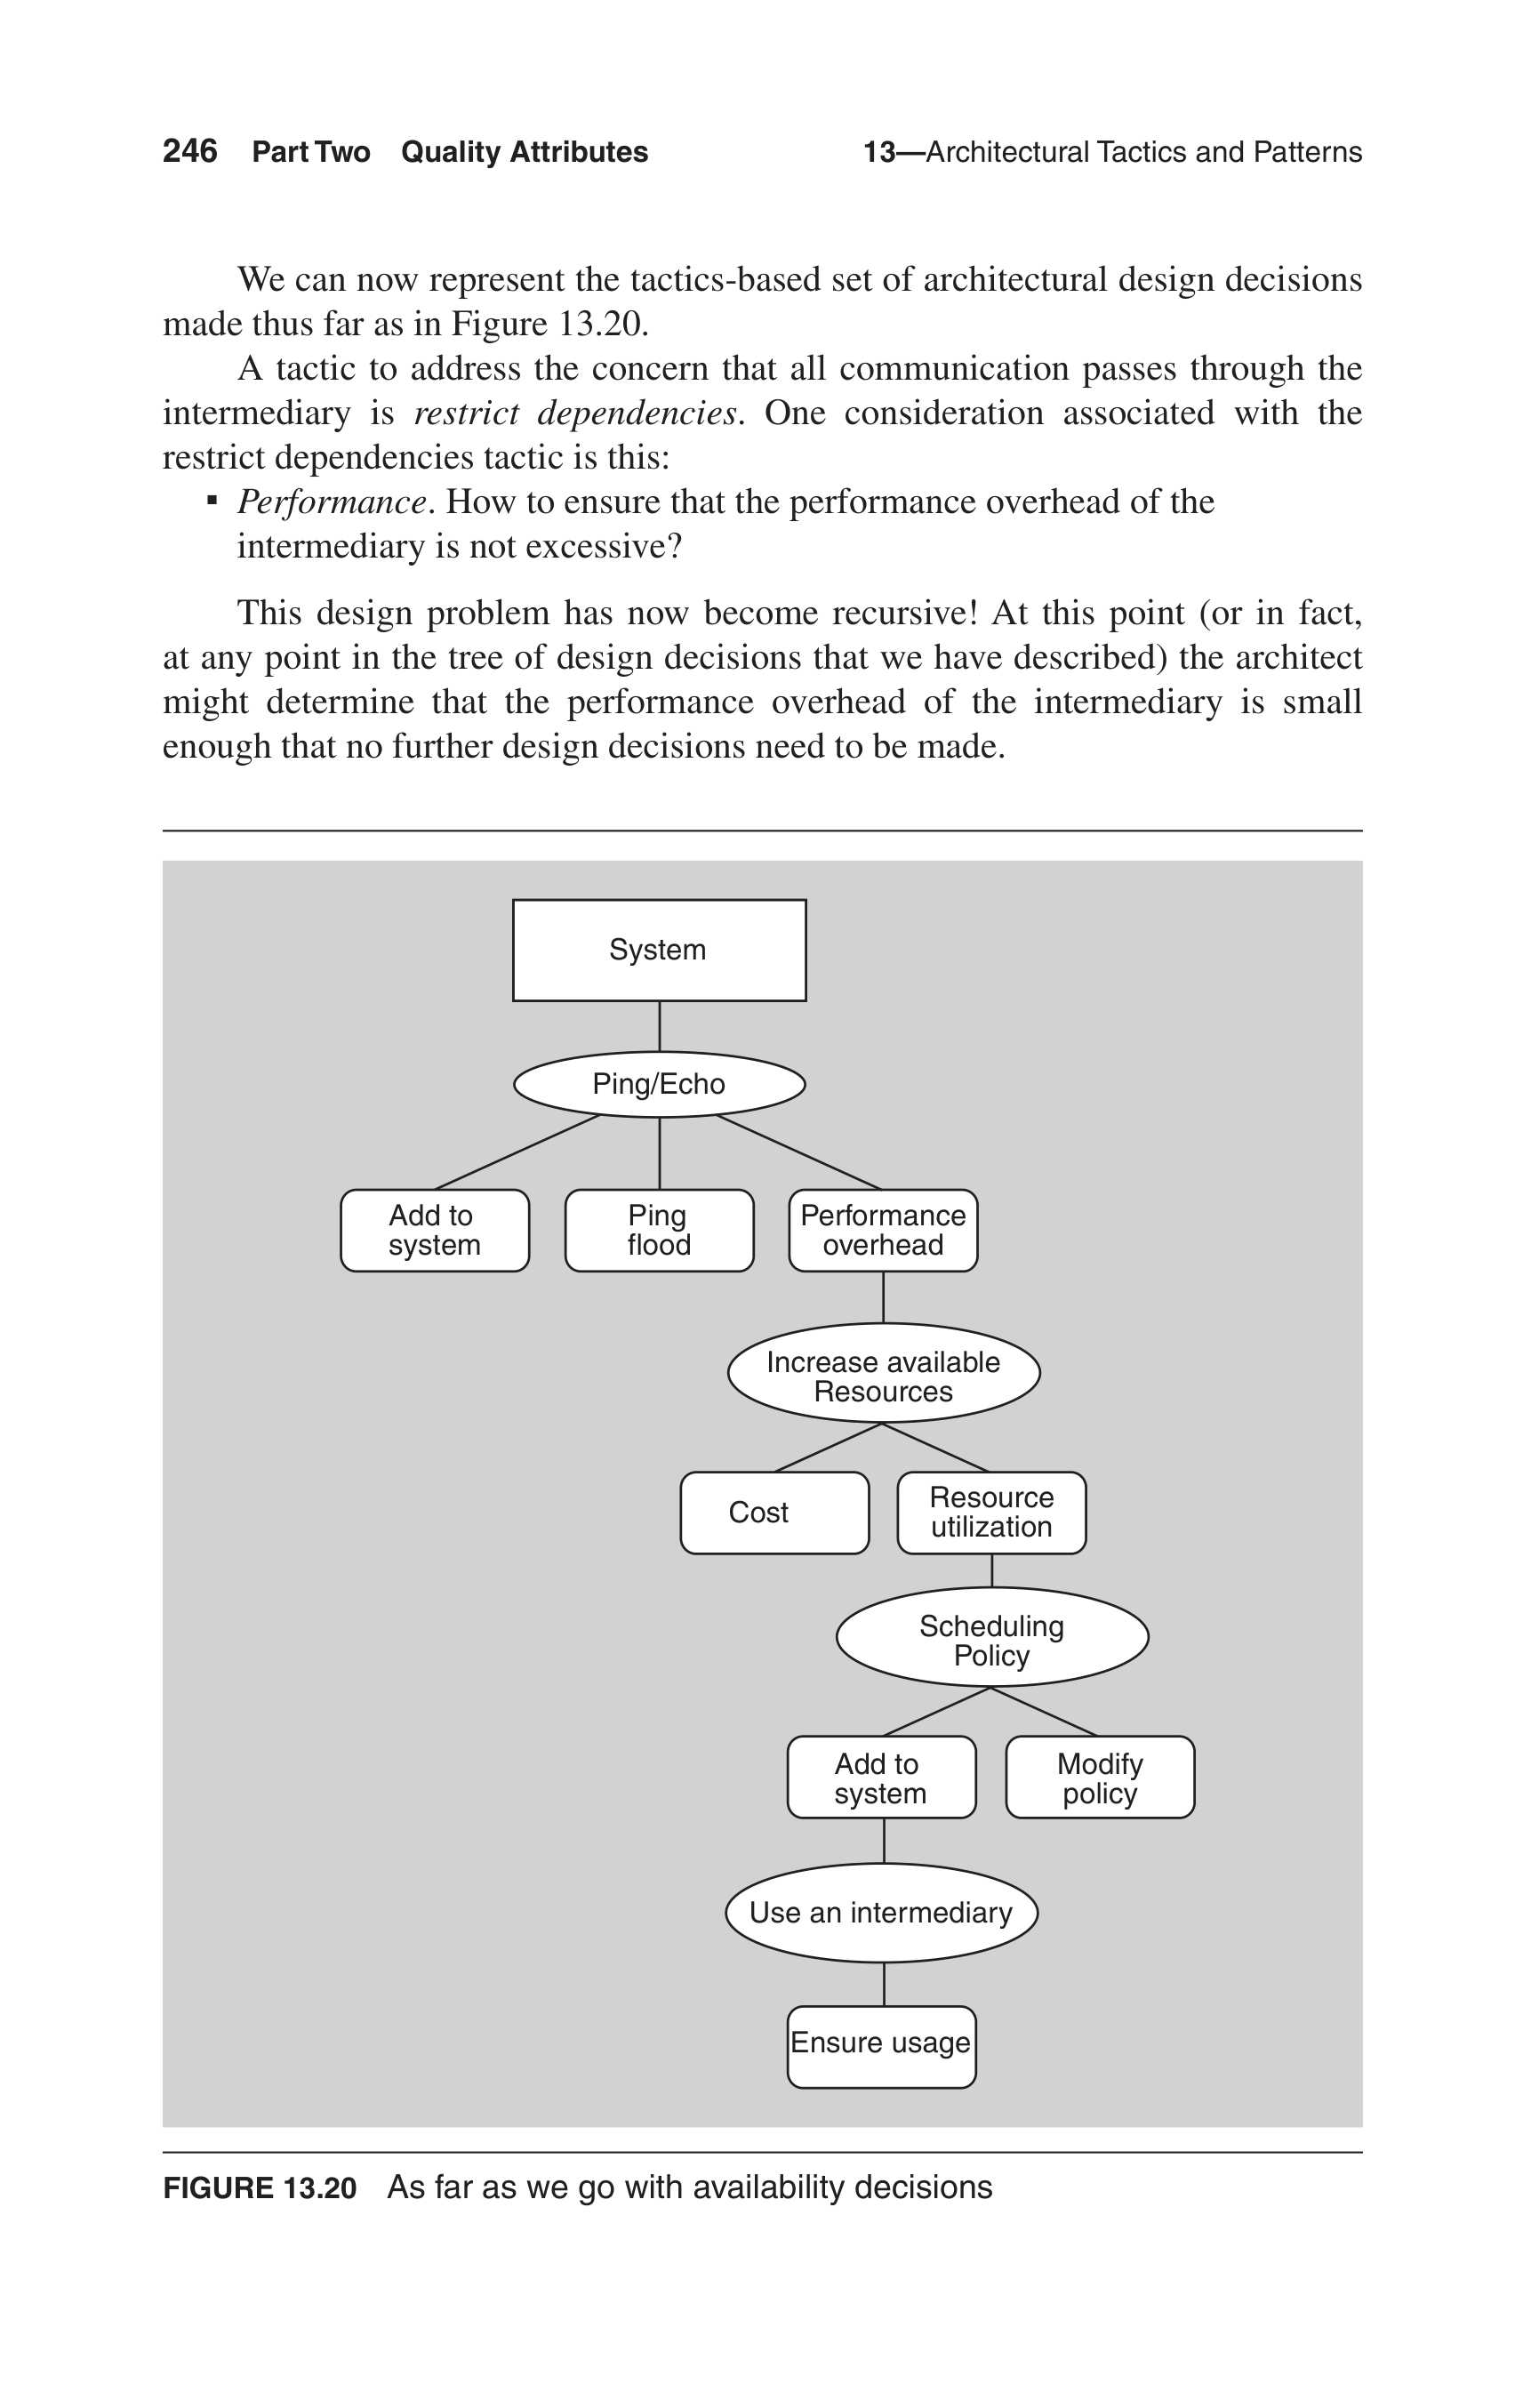 246 Part Two Quality Attributes 13—Architectural Tactics and Patterns
We can now represent the tactics-based set of architectural design decisions
made thus far as in Figure 13.20.
A tactic to address the concern that all communication passes through the
intermediary is restrict dependencies. One consideration associated with the
restrict dependencies tactic is this:
▪ Performance. How to ensure that the performance overhead of the
intermediary is not excessive?
This design problem has now become recursive! At this point (or in fact,
at any point in the tree of design decisions that we have described) the architect
might determine that the performance overhead of the intermediary is small
enough that no further design decisions need to be made.
System
Ping/Echo
Add to
system
Ping
flood
Performance
overhead
Increase available
Resources
Cost
Resource
utilization
Scheduling
Policy
Add to
system
Modify
policy
Use an intermediary
Ensure usage
FIGURE 13.20 As far as we go with availability decisions